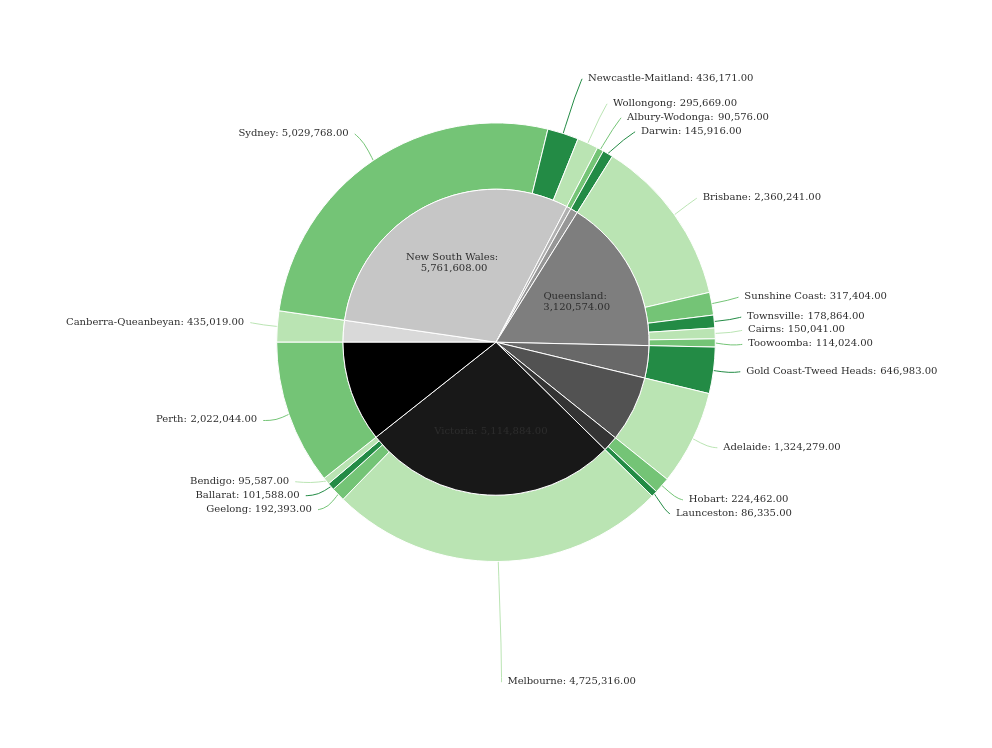 Newcastle-Maitland: 436,171.00
Wollongong: 295,669.00
Albury-Wodonga: 90,576.00
Darwin: 145,916.00
Sydney: 5,029,768.00
Brisbane: 2,360,241.00
New South Wales:
5,761,608.00
Queensland:
3,120,574.00
Sunshine Coast: 317,404.00
Townsville: 178,864.00
Canberra-Queanbeyan: 435,019.00
Cairns: 150,041.00
Toowoomba: 114,024.00
Gold Coast-Tweed Heads: 646,983.00
Perth: 2,022,044.00
Victoria: 5,114,884.00
Adelaide: 1,324,279.00
Bendigo: 95,587.00
Ballarat: 101,588.00
Hobart: 224,462.00
Geelong: 192,393.00
Launceston: 86,335.00
Melbourne: 4,725,316.00